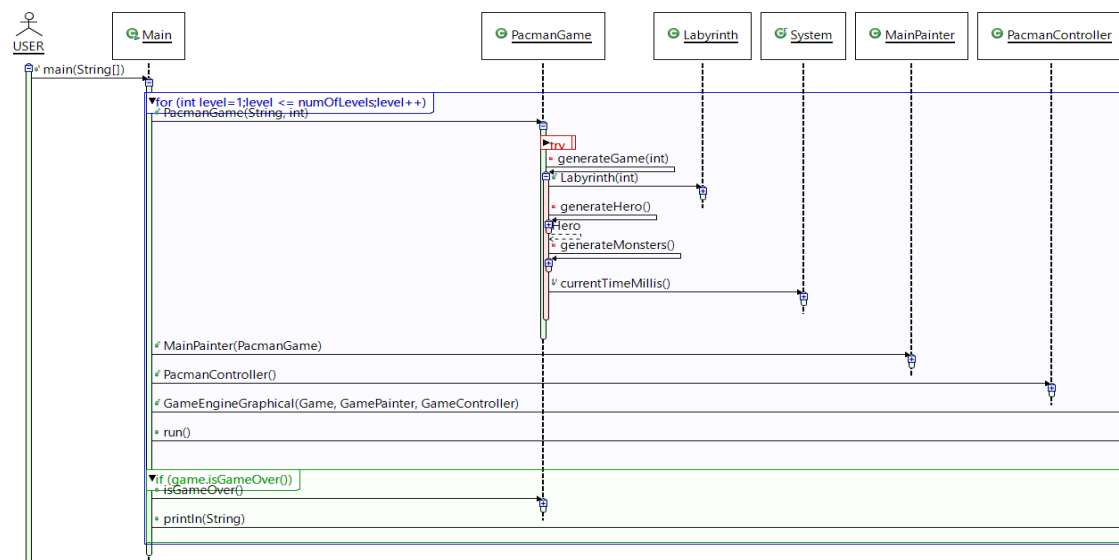 USER
Main
PacmanGame
Labyrinth
System
MainPainter
PacmanController
main(String[])
for (int level=1;level <= numOfLevels;level++)
PacmanGame(String, int)
try
generateGame(int)
Labyrinth(int)
generateHero()
Hero
generateMonsters()
currentTimeMillis()
MainPainter(PacmanGame)
PacmanController()
GameEngineGraphical(Game, GamePainter, GameController)
run()
if (game.isGameOver())
isGameOver()
println(String)